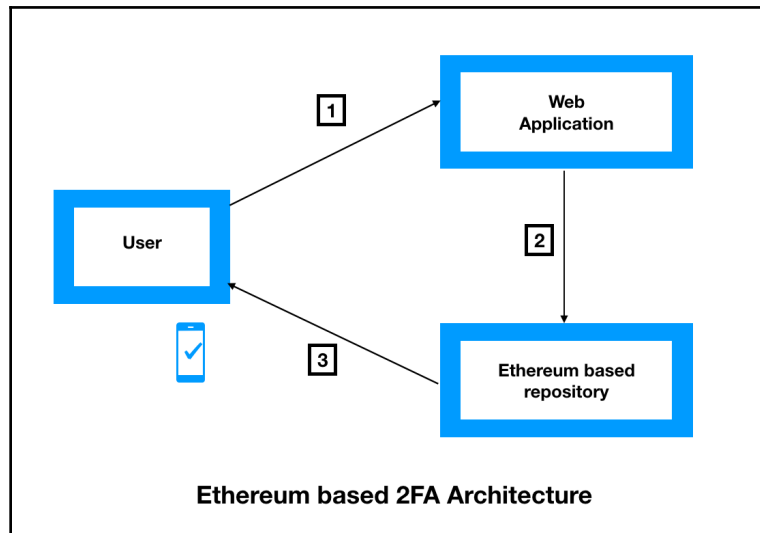 1
Web
Application
User
2
3
Ethereum based
repository
Ethereum based 2FA Architecture